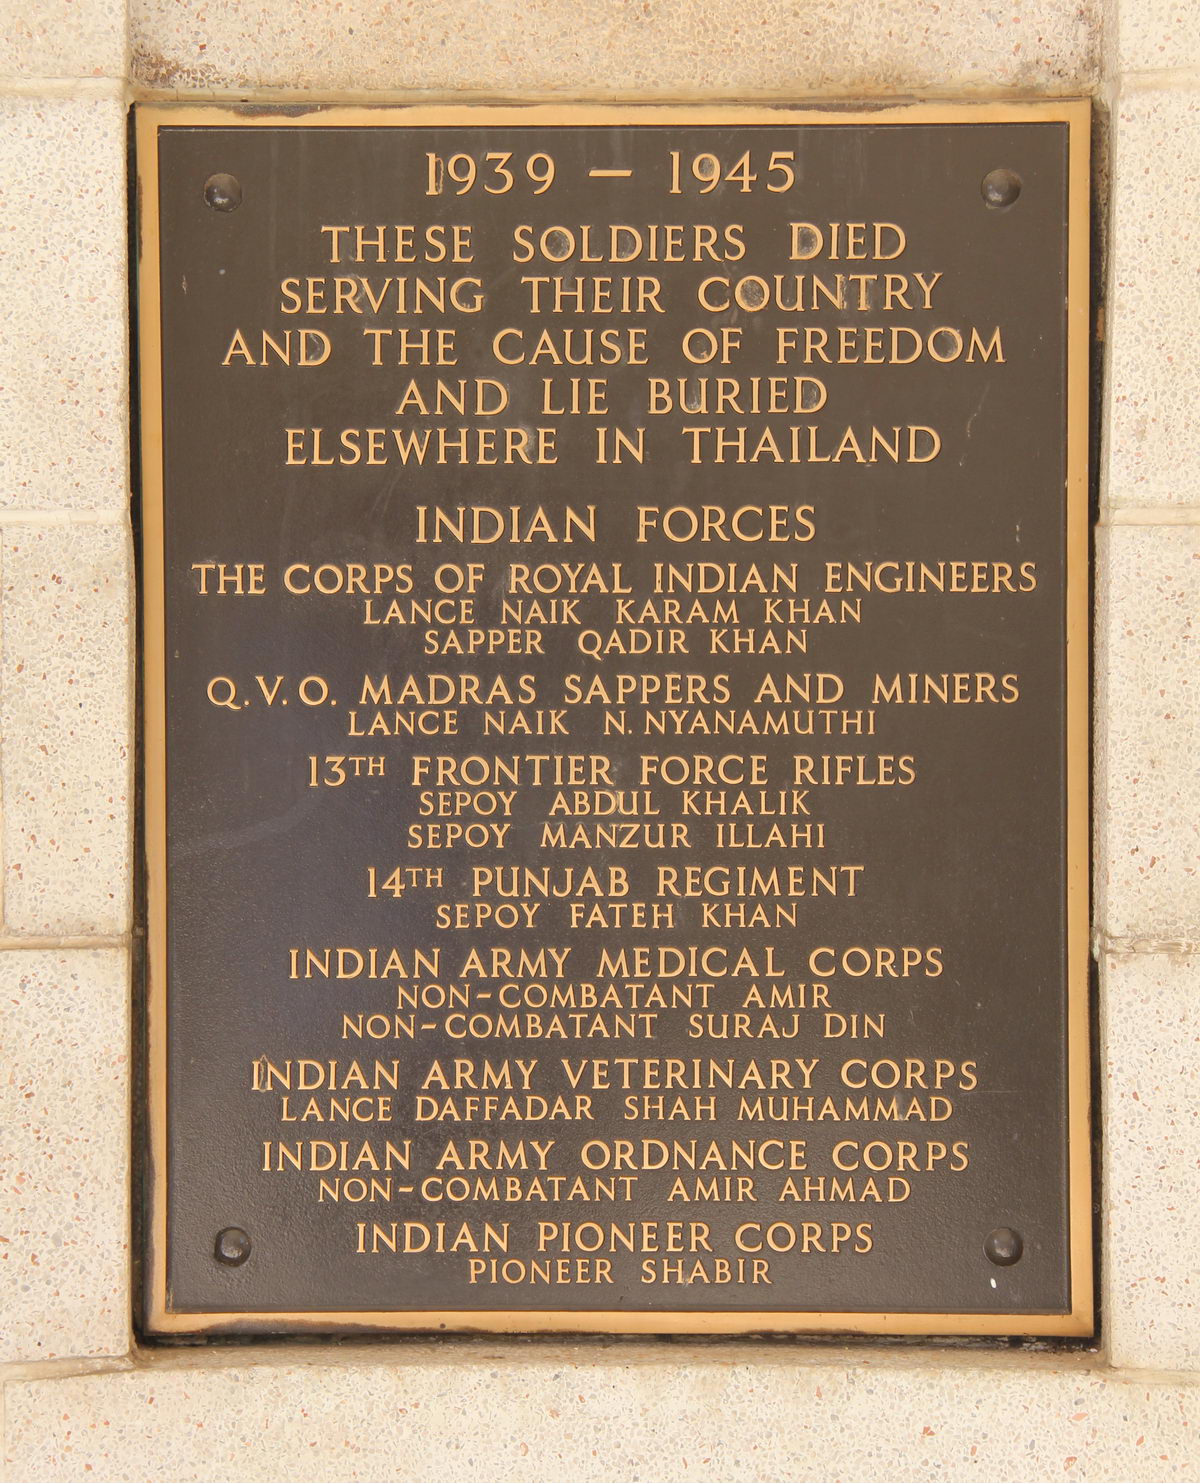 1939 – 1945
THESE SOLDIERS DIED
SERVING THEIR COUNTRY
AND THE CAUSE OF FREEDOM
AND LIE BURIED
ELSEWHERE IN THAILAND
INDIAN FORCES
THE CORPS OF ROYAL INDIAN ENGINEERS
LANCE NAIK KARAM KHAN
SAPPER QADIR KHAN
Q.V.O. MADRAS SAPPERS AND MINERS
LANCE NAIK N. NYANAMUTHI
13TH FRONTIER FORCE RIFLES
SEPOY ABDUL KHALIK
SEPOY MANZUR ILLAHI
14TH PUNJAB REGIMENT
SEPOY FATEH KHAN
INDIAN ARMY MEDICAL CORPS
NON-COMBATANT AMIR
NON-COMBATANT SURAJ DIN
INDIAN ARMY VETERINARY CORPS
LANCE DAFFADAR SHAH MUHAMMAD
INDIAN ARMY ORDNANCE CORPS
NON-COMBATANT AMIR AHMAD
INDIAN PIONEER CORPS
PIONEER SHABIR